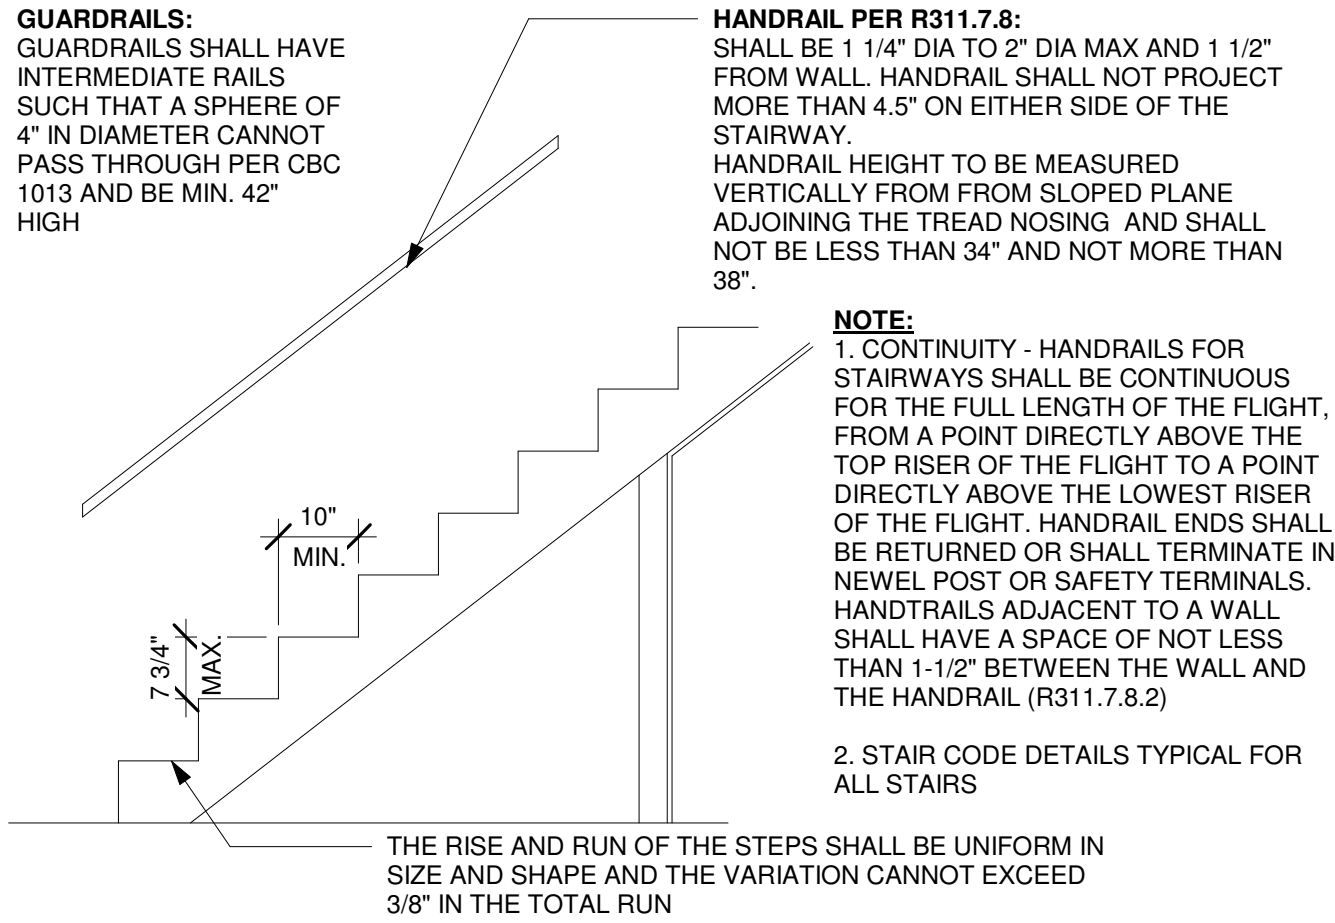 GUARDRAILS:
GUARDRAILS SHALL HAVE
INTERMEDIATE RAILS
SUCH THAT A SPHERE OF
4" IN DIAMETER CANNOT
PASS THROUGH PER CBC
1013 AND BE MIN. 42"
HIGH
HANDRAIL PER R311.7.8:
SHALL BE 1 1/4" DIA TO 2" DIA MAX AND 1 1/2"
FROM WALL. HANDRAIL SHALL NOT PROJECT
MORE THAN 4.5" ON EITHER SIDE OF THE
STAIRWAY.
HANDRAIL HEIGHT TO BE MEASURED
VERTICALLY FROM FROM SLOPED PLANE
ADJOINING THE TREAD NOSING AND SHALL
NOT BE LESS THAN 34" AND NOT MORE THAN
38".
NOTE:
1. CONTINUITY - HANDRAILS FOR
STAIRWAYS SHALL BE CONTINUOUS
FOR THE FULL LENGTH OF THE FLIGHT,
FROM A POINT DIRECTLY ABOVE THE
TOP RISER OF THE FLIGHT TO A POINT
DIRECTLY ABOVE THE LOWEST RISER
OF THE FLIGHT. HANDRAIL ENDS SHALL
BE RETURNED OR SHALL TERMINATE IN
NEWEL POST OR SAFETY TERMINALS.
HANDTRAILS ADJACENT TO A WALL
SHALL HAVE A SPACE OF NOT LESS
THAN 1-1/2" BETWEEN THE WALL AND
THE HANDRAIL (R311.7.8.2)
2. STAIR CODE DETAILS TYPICAL FOR
ALL STAIRS
10"
MIN.
7 3/4"
MAX.
THE RISE AND RUN OF THE STEPS SHALL BE UNIFORM IN
SIZE AND SHAPE AND THE VARIATION CANNOT EXCEED
3/8" IN THE TOTAL RUN